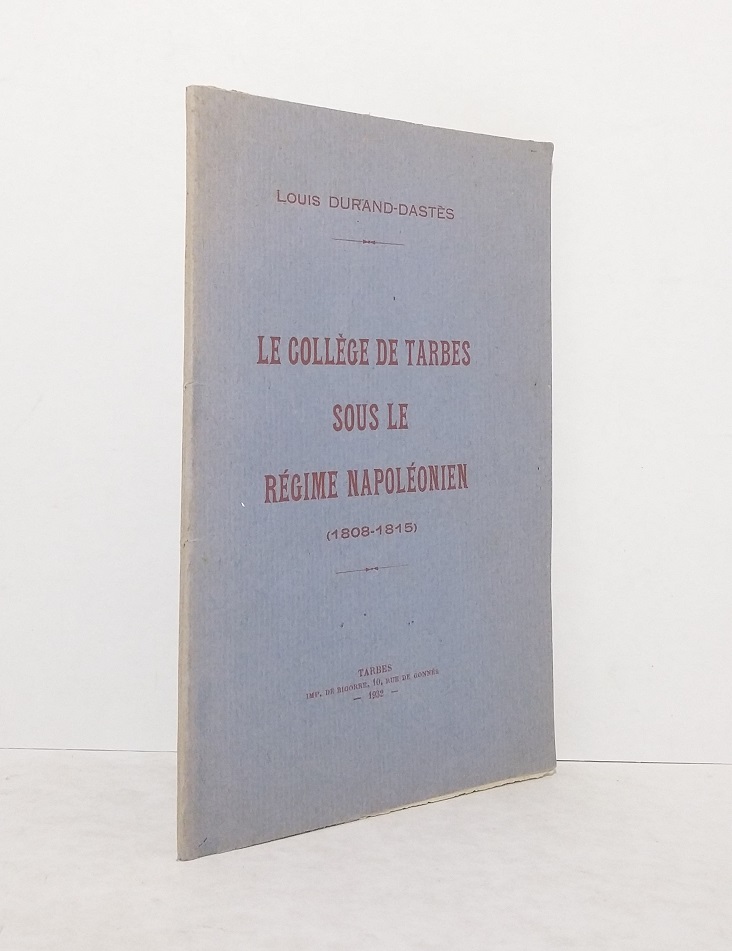 Louis DURAND-DASTÈS
LE COLLÈGE DE TARBES
SOUS LE
RÉGIME NAPOLÉONIEN
(1808-1815)
TARBES
IMP. DE BIGORRE, 10, RUE DE GONNÈS
— 1932 —